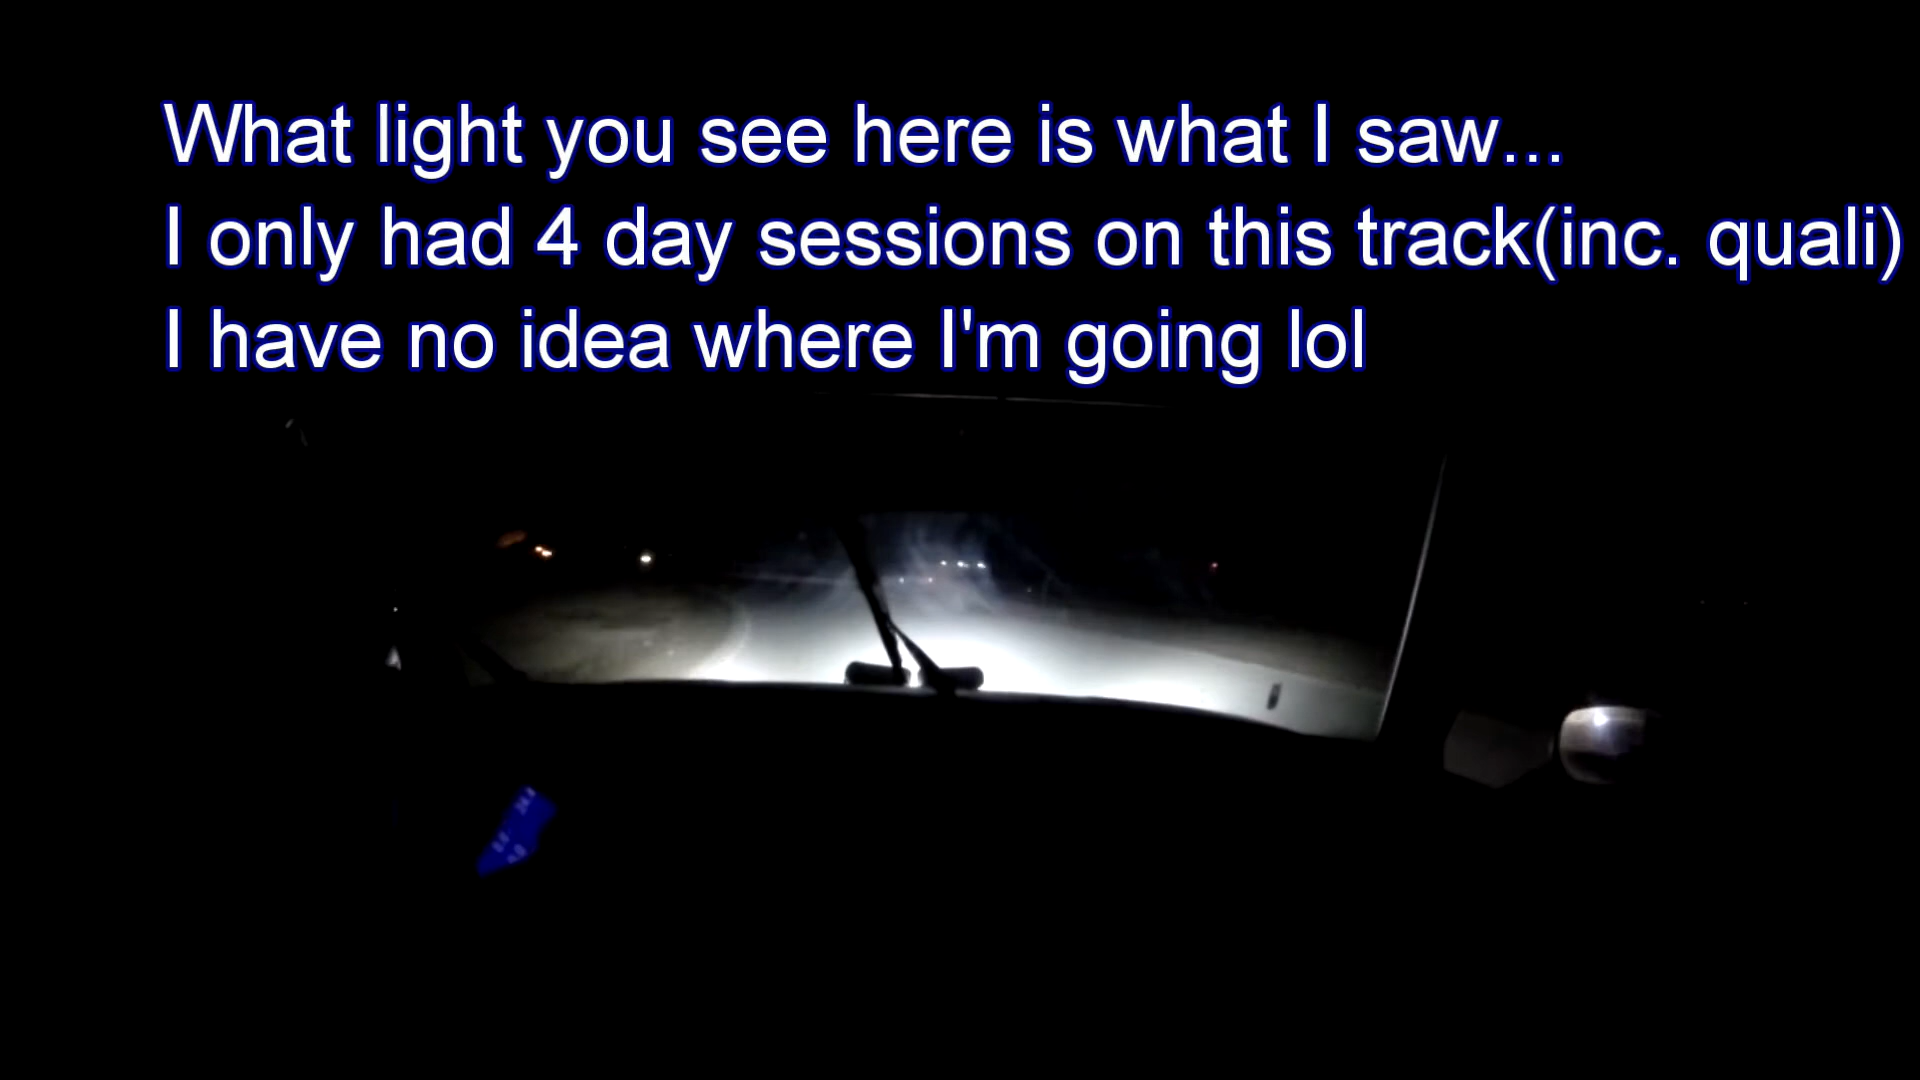 What light you see here is what I saw...
I only had 4 day sessions on this track(inc. quali)
I have no idea where I'm going lol